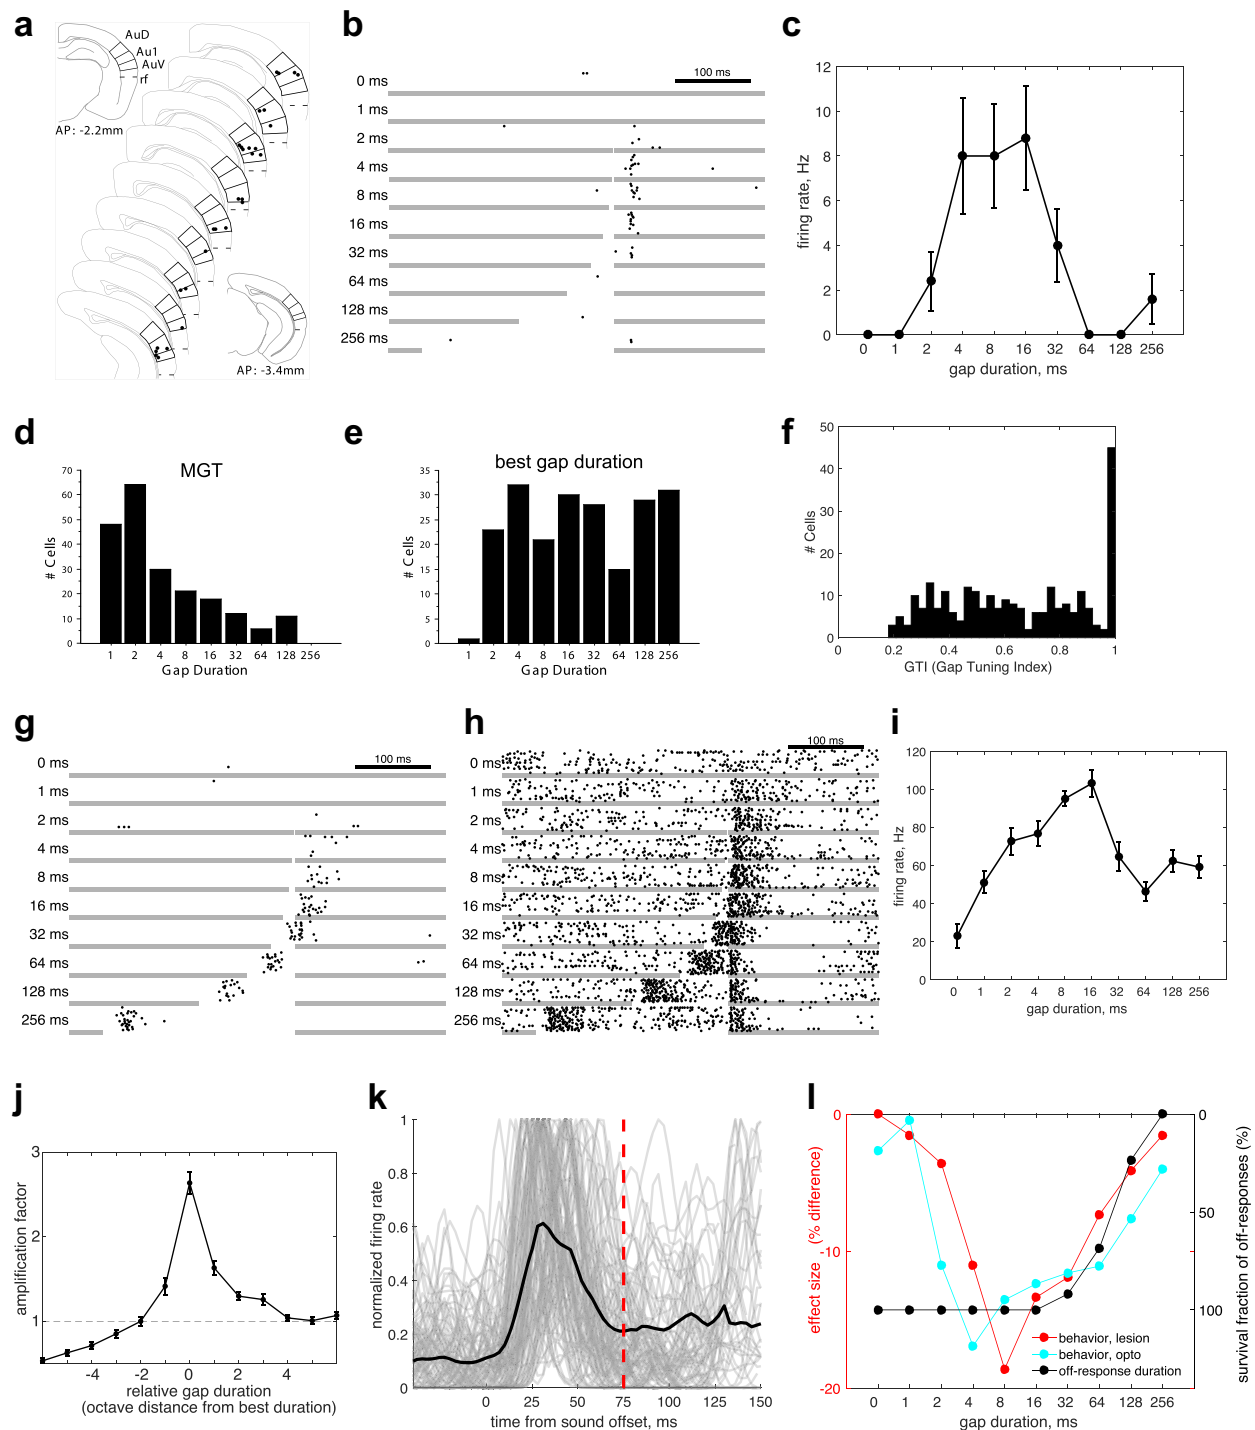 a
AuD
Au1
AuV
rf
AP: -2.2mm
AP: -3.4mm
b
100 ms
0 ms
1 ms
2 ms
4 ms
8 ms
16 ms
32 ms
64 ms
128 ms
256 ms
c
12
10
8
6
4
2
0
firing rate, Hz
0 1 2 4 8 16 32 64 128 256
gap duration, ms
d
MGT
70
60
50
40
30
20
10
0
# Cells
1 2 4 8 16 32 64 128 256
Gap Duration
e
best gap duration
35
30
25
20
15
10
5
0
# Cells
1 2 4 8 16 32 64 128 256
Gap Duration
f
50
40
30
20
10
0
# Cells
0 0.2 0.4 0.6 0.8 1
GTI (Gap Tuning Index)
g
100 ms
0 ms
1 ms
2 ms
4 ms
8 ms
16 ms
32 ms
64 ms
128 ms
256 ms
h
100 ms
0 ms
1 ms
2 ms
4 ms
8 ms
16 ms
32 ms
64 ms
128 ms
256 ms
i
120
100
80
60
40
20
0
firing rate, Hz
0 1 2 4 8 16 32 64 128 256
gap duration, ms
j
3
2
1
amplification factor
-4 -2 0 2 4
relative gap duration
(octave distance from best duration)
k
1
0.8
0.6
0.4
0.2
0
normalized firing rate
0 25 50 75 100 125 150
time from sound offset, ms
l
0
-10
-20
effect size (% difference)
0
50
100
survival fraction of off-responses (%)
behavior, lesion
behavior, opto
off-response duration
0 1 2 4 8 16 32 64 128 256
gap duration, ms